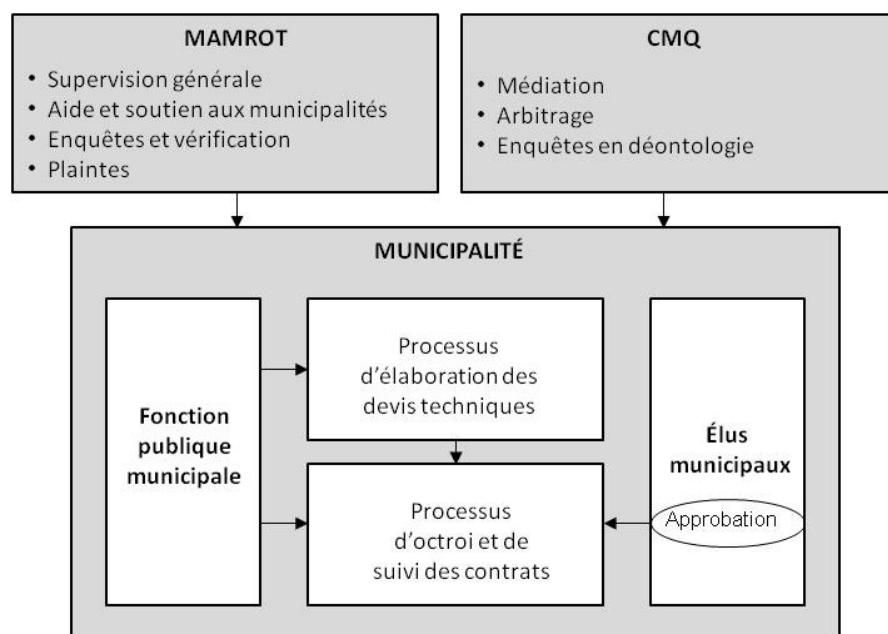 MAMROT
• Supervision générale
• Aide et soutien aux municipalités
• Enquêtes et vérification
• Plaintes
CMQ
• Médiation
• Arbitrage
• Enquêtes en déontologie
MUNICIPALITÉ
Fonction
publique
municipale
Processus
d'élaboration des
devis techniques
Processus
d'octroi et de
suivi des contrats
Élus
municipaux
Approbation